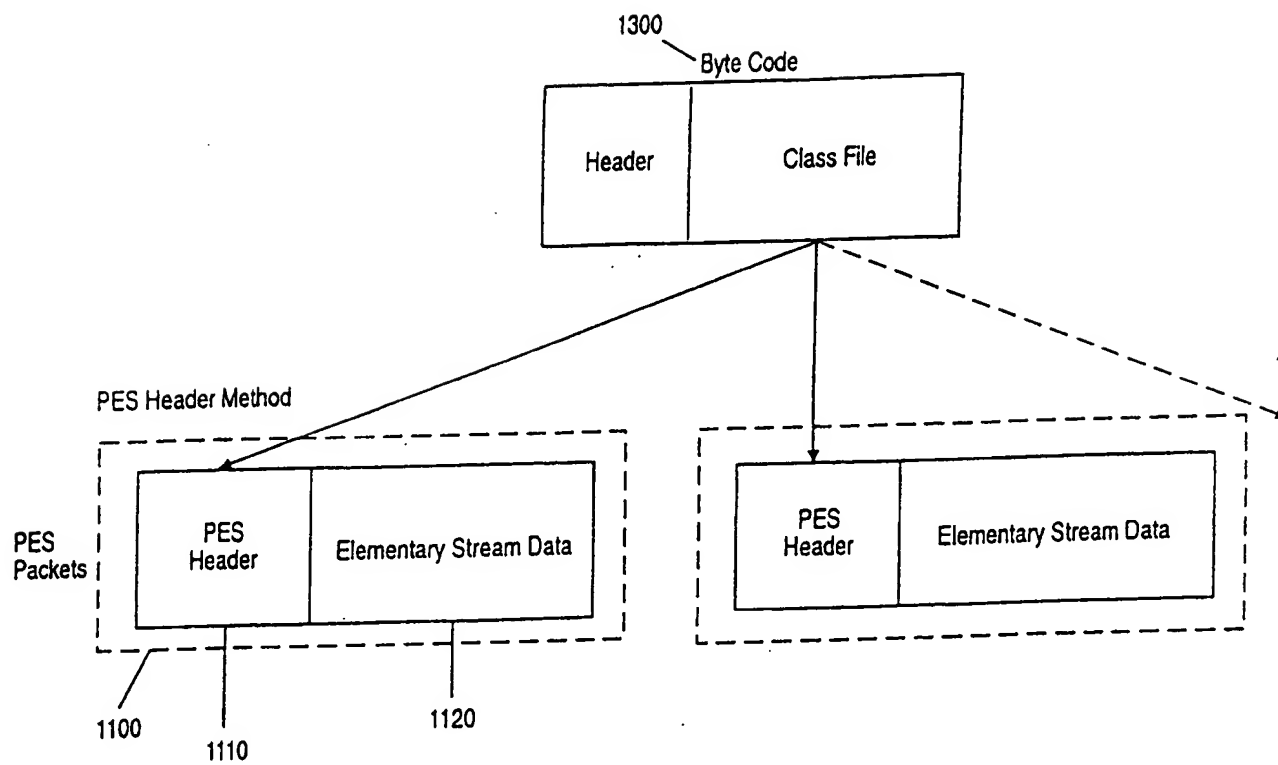 1300
Byte Code
Header
Class File
PES Header Method
PES
Packets
PES
Header
Elementary Stream Data
PES
Header
Elementary Stream Data
1100
1110
1120